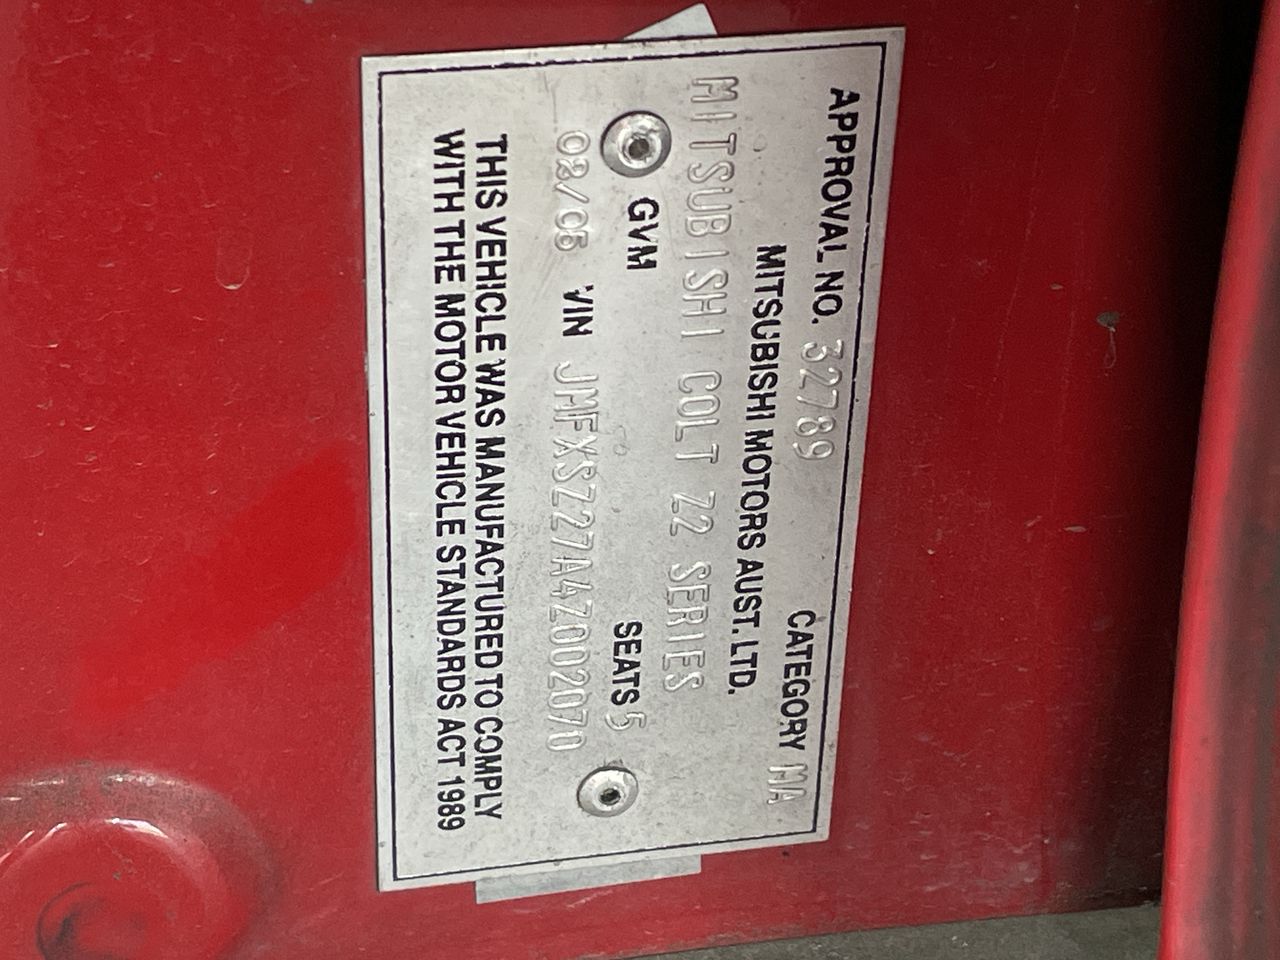 APPROVAL NO. 32789 CATEGORY MA
MITSUBISHI MOTORS AUST. LTD.
MITSUBISHI COLT Z2 SERIES
GVM SEATS 5
02/05 VIN JMFXSZ27A4Z002070
THIS VEHICLE WAS MANUFACTURED TO COMPLY
WITH THE MOTOR VEHICLE STANDARDS ACT 1989